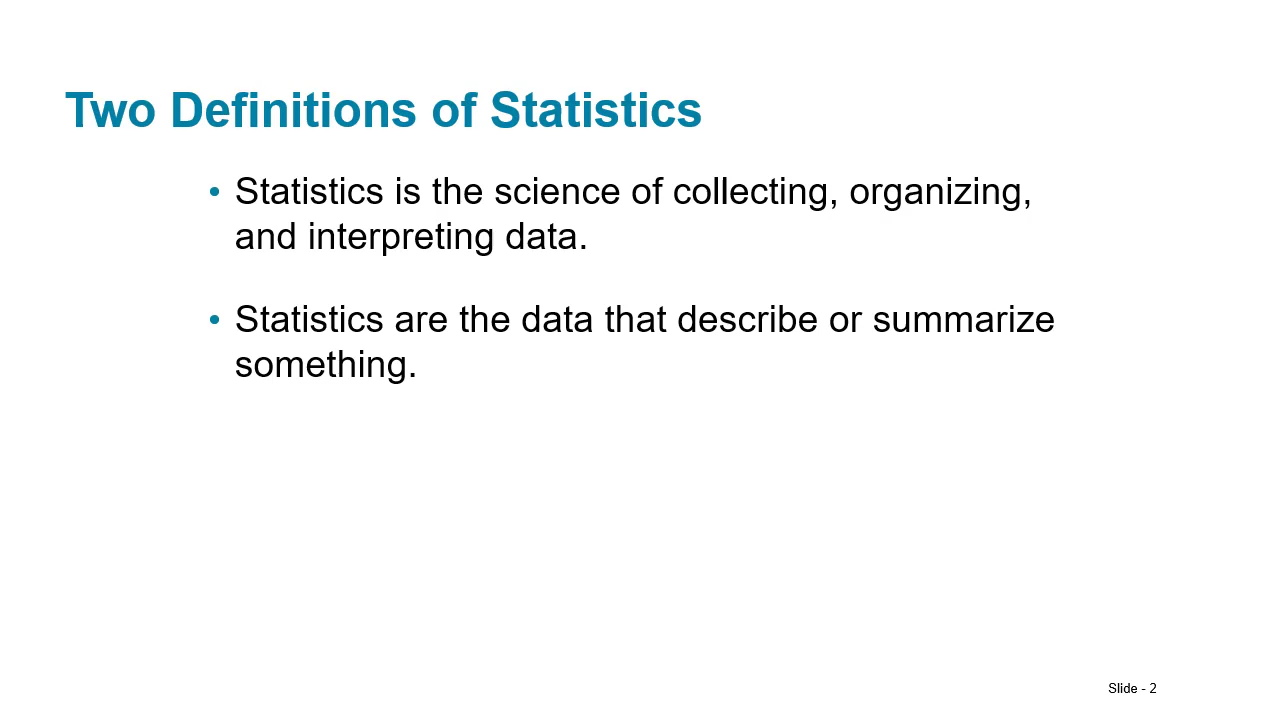 Two Definitions of Statistics
• Statistics is the science of collecting, organizing,
and interpreting data.
• Statistics are the data that describe or summarize
something.
Slide - 2